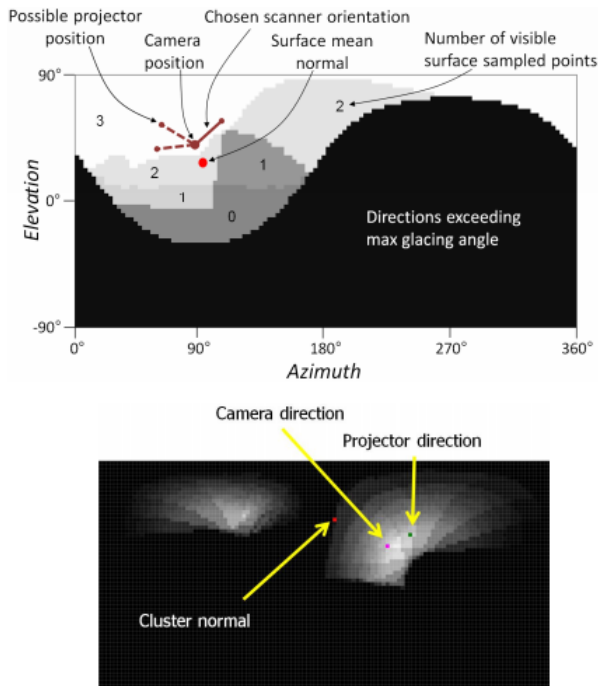 Possible projector
position
Camera
position
Chosen scanner orientation
Surface mean
normal
Number of visible
surface sampled points
90°
3
2
2
1
1
0°
0
Directions exceeding
max glacing angle
-90°
0°
90°
180°
270°
360°
Elevation
Azimuth
Camera direction
Projector direction
Cluster normal